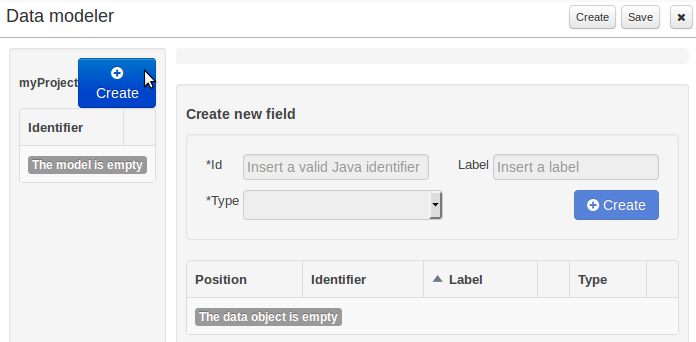 Data modeler
Create Save
myProject
Create
Identifier
The model is empty
Create new field
*Id Insert a valid Java identifier Label Insert a label
*Type Create
Position Identifier Label Type
The data object is empty